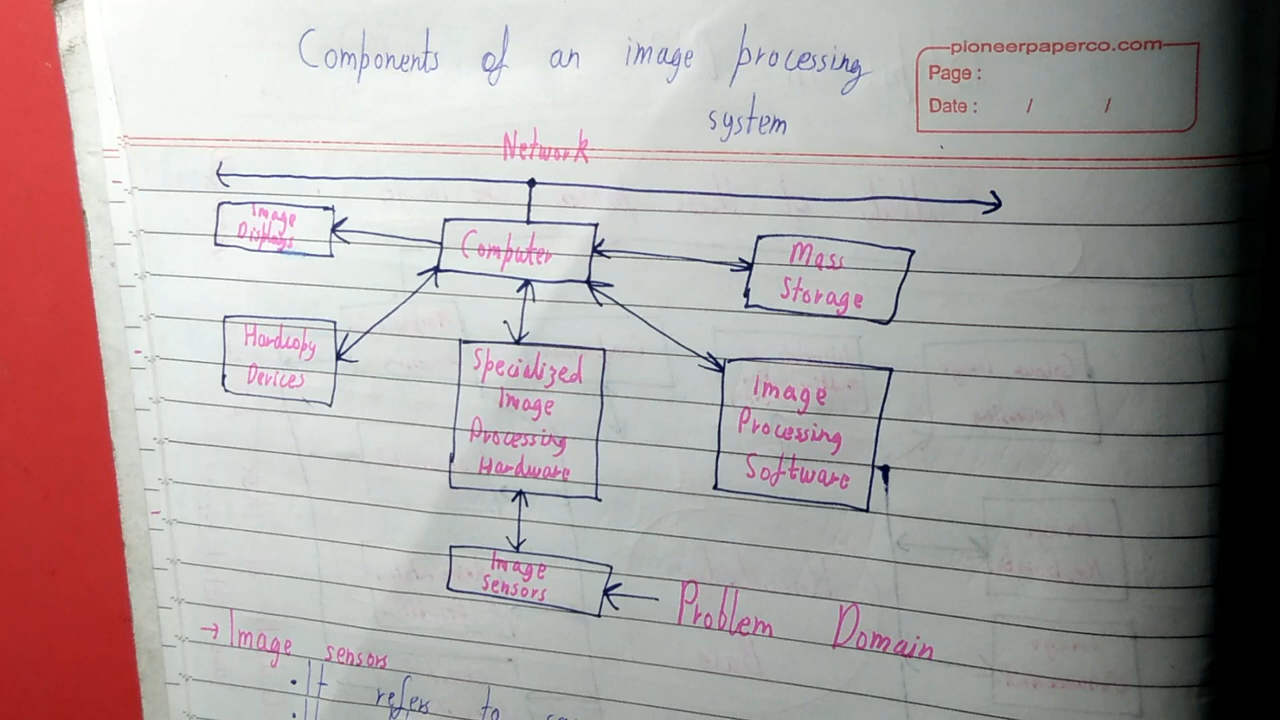 Components of an image processing
system
pioneerpaperco.com
Page :
Date : / /
Network
Image
Displays
Computer
Mass
Storage
Hardcopy
Devices
Specialized
Image
Processing
Hardware
Image
Processing
Software
Image
Sensors
Problem Domain
→ Image sensors
• It refers to